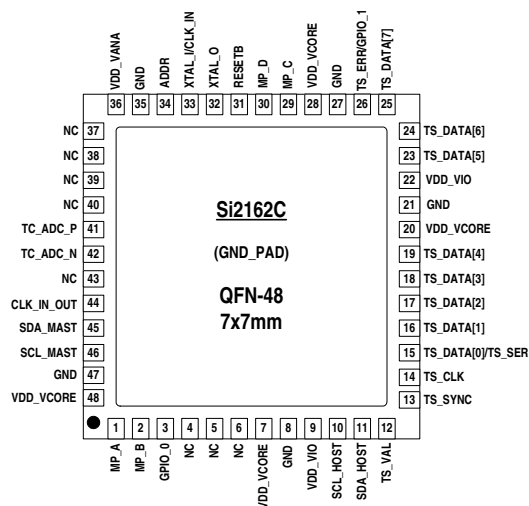 VDD_VANA
GND
ADDR
XTAL_I/CLK_IN
XTAL_O
RESETB
MP_D
MP_C
VDD_VCORE
GND
TS_ERR/GPIO_1
TS_DATA[7]
36 35 34 33 32 31 30 29 28 27 26 25
NC 37
NC 38
NC 39
NC 40
TC_ADC_P 41
TC_ADC_N 42
NC 43
CLK_IN_OUT 44
SDA_MAST 45
SCL_MAST 46
GND 47
VDD_VCORE 48
Si2162C
(GND_PAD)
QFN-48
7x7mm
24 TS_DATA[6]
23 TS_DATA[5]
22 VDD_VIO
21 GND
20 VDD_VCORE
19 TS_DATA[4]
18 TS_DATA[3]
17 TS_DATA[2]
16 TS_DATA[1]
15 TS_DATA[0]/TS_SER
14 TS_CLK
13 TS_SYNC
1 2 3 4 5 6 7 8 9 10 11 12
MP_A
MP_B
GPIO_0
NC
NC
NC
VDD_VCORE
GND
VDD_VIO
SCL_HOST
SDA_HOST
TS_VAL